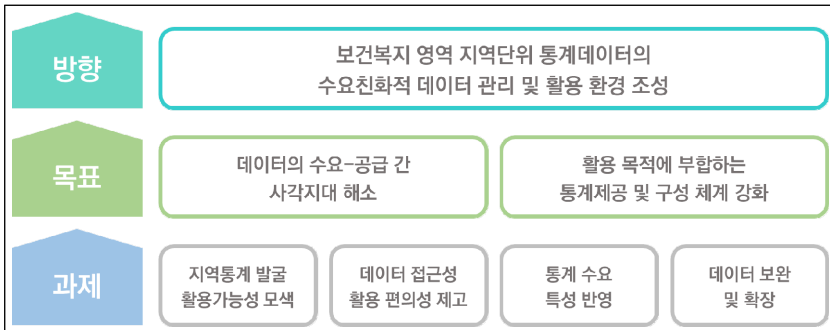 방향
보건복지 영역 지역단위 통계데이터의
수요친화적 데이터 관리 및 활용 환경 조성
목표
데이터의 수요-공급 간
사각지대 해소
활용 목적에 부합하는
통계제공 및 구성 체계 강화
과제
지역통계 발굴
활용가능성 모색
데이터 접근성
활용 편의성 제고
통계 수요
특성 반영
데이터 보완
및 확장